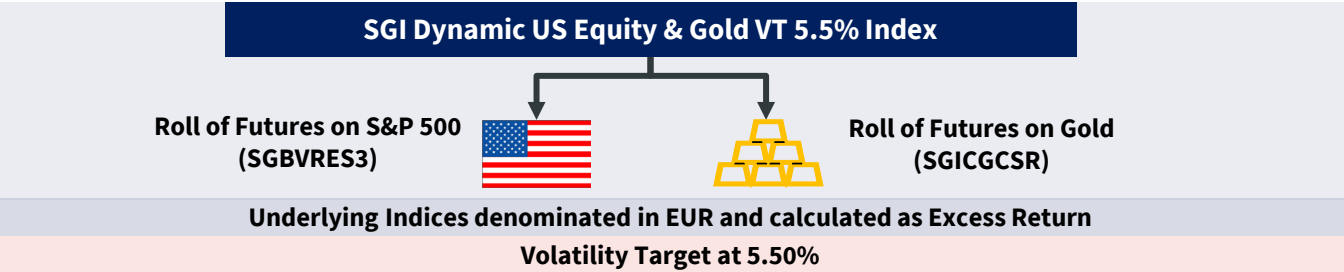 SGI Dynamic US Equity & Gold VT 5.5% Index
Roll of Futures on S&P 500
(SGBVRES3)
Roll of Futures on Gold
(SGICGCSR)
Underlying Indices denominated in EUR and calculated as Excess Return
Volatility Target at 5.50%